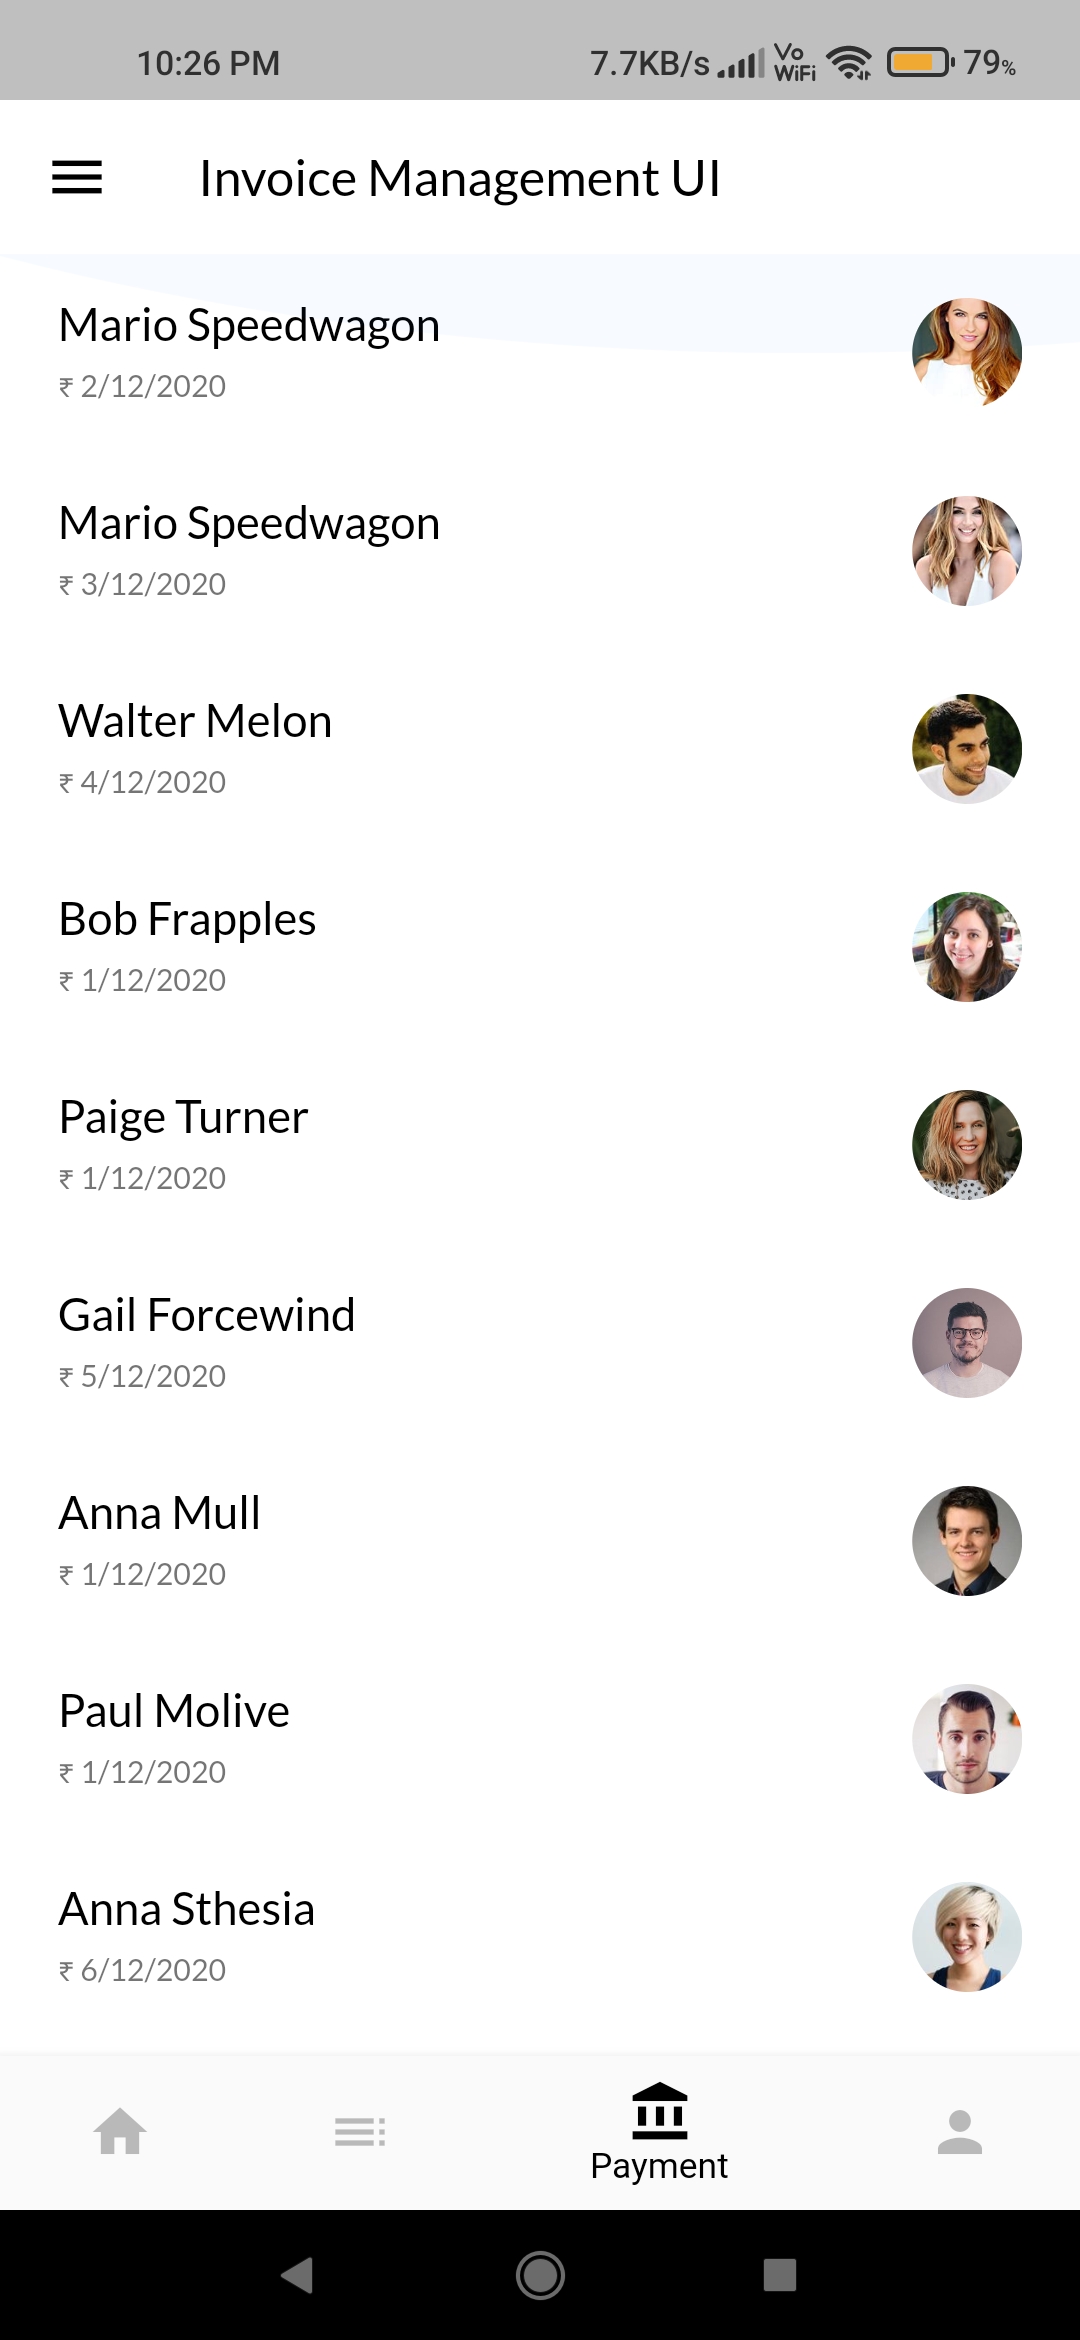 10:26 PM 7.7KB/s Vo WiFi 79%
Invoice Management UI
Mario Speedwagon
₹ 2/12/2020
Mario Speedwagon
₹ 3/12/2020
Walter Melon
₹ 4/12/2020
Bob Frapples
₹ 1/12/2020
Paige Turner
₹ 1/12/2020
Gail Forcewind
₹ 5/12/2020
Anna Mull
₹ 1/12/2020
Paul Molive
₹ 1/12/2020
Anna Sthesia
₹ 6/12/2020
Payment